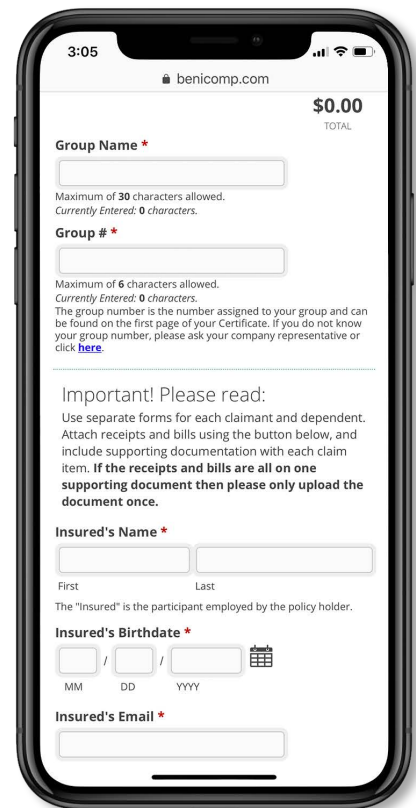 3:05
benicomp.com
$0.00
TOTAL
Group Name *
Maximum of 30 characters allowed.
Currently Entered: 0 characters.
Group # *
Maximum of 6 characters allowed.
Currently Entered: 0 characters.
The group number is the number assigned to your group and can
be found on the first page of your Certificate. If you do not know
your group number, please ask your company representative or
click here.
Important! Please read:
Use separate forms for each claimant and dependent.
Attach receipts and bills using the button below, and
include supporting documentation with each claim
item. If the receipts and bills are all on one
supporting document then please only upload the
document once.
Insured's Name *
First Last
The "Insured" is the participant employed by the policy holder.
Insured's Birthdate *
/ /
MM DD YYYY
Insured's Email *